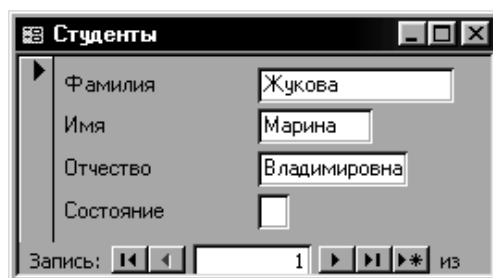 Студенты
Фамилия Жукова
Имя Марина
Отчество Владимировна
Состояние
Запись: 1 из